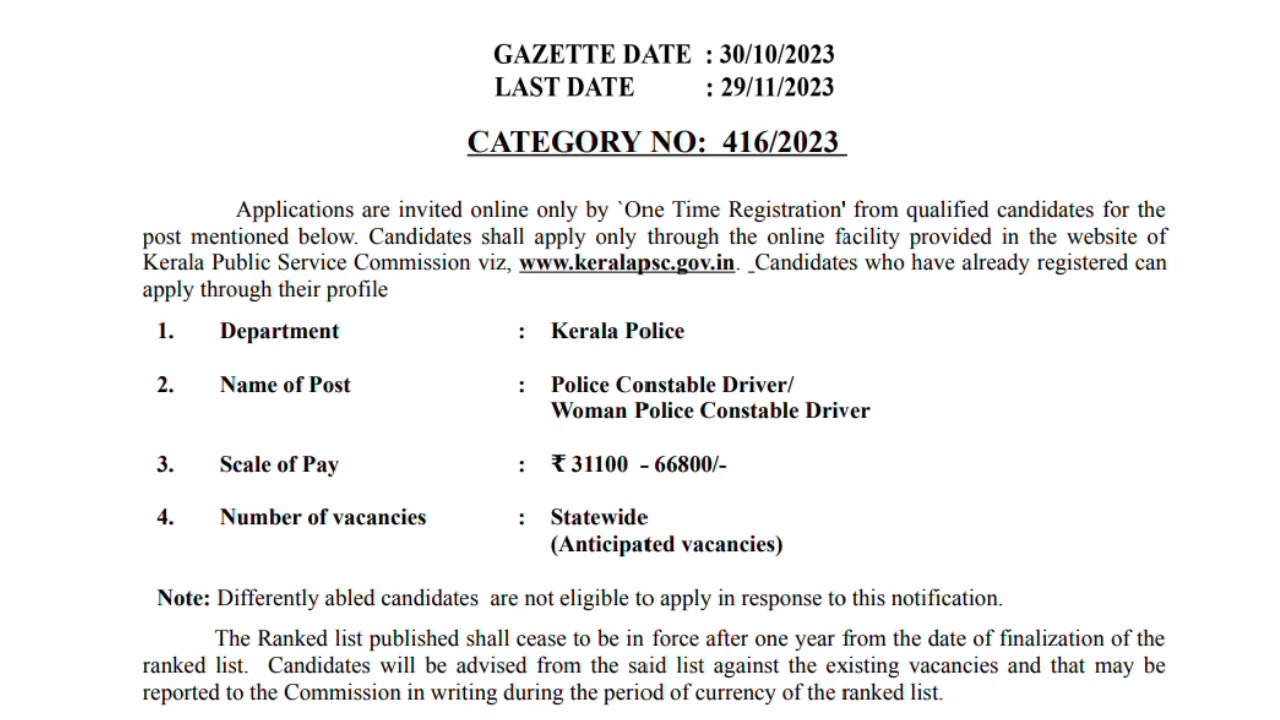 GAZETTE DATE : 30/10/2023
LAST DATE : 29/11/2023
CATEGORY NO: 416/2023
Applications are invited online only by `One Time Registration' from qualified candidates for the
post mentioned below. Candidates shall apply only through the online facility provided in the website of
Kerala Public Service Commission viz, www.keralapsc.gov.in. Candidates who have already registered can
apply through their profile
1. Department : Kerala Police
2. Name of Post : Police Constable Driver/
Woman Police Constable Driver
3. Scale of Pay : ₹ 31100 - 66800/-
4. Number of vacancies : Statewide
(Anticipated vacancies)
Note: Differently abled candidates are not eligible to apply in response to this notification.
The Ranked list published shall cease to be in force after one year from the date of finalization of the
ranked list. Candidates will be advised from the said list against the existing vacancies and that may be
reported to the Commission in writing during the period of currency of the ranked list.